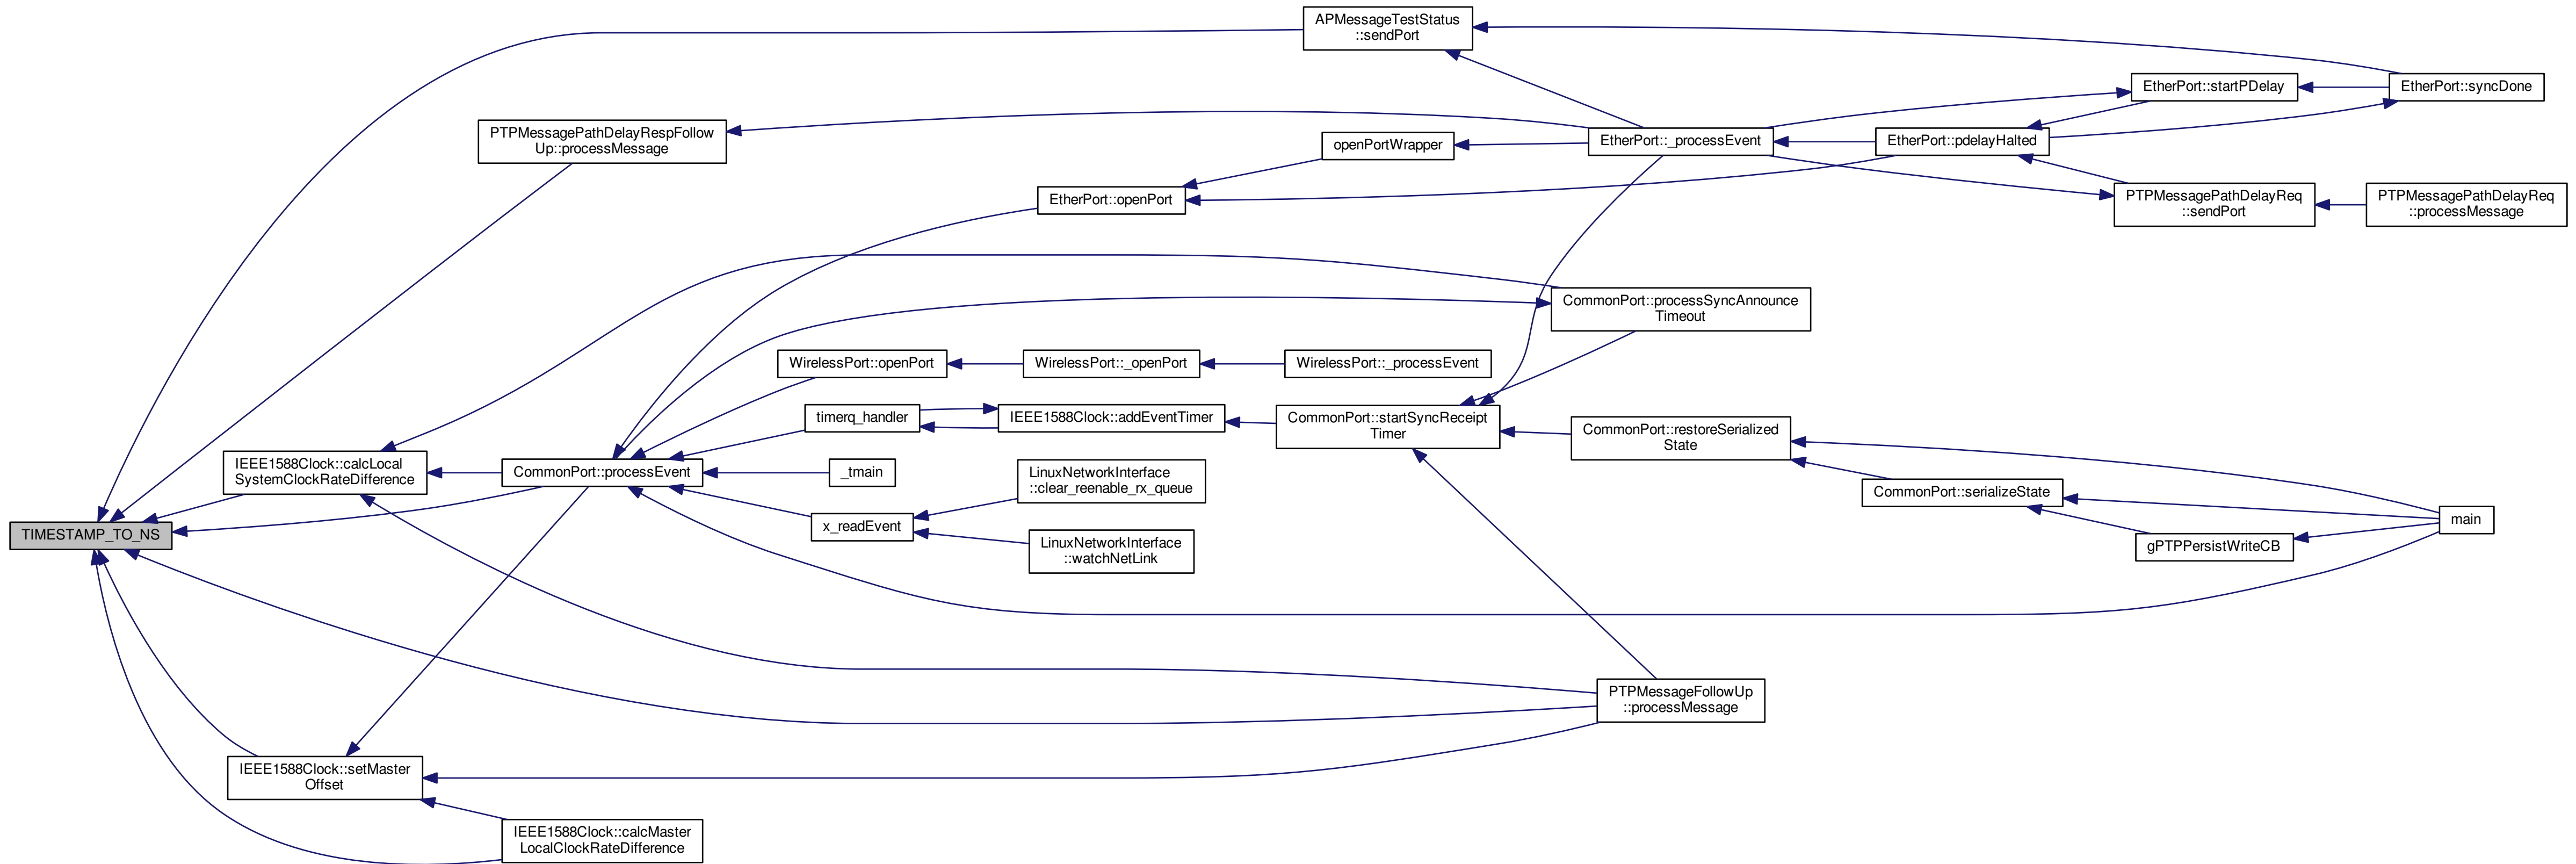 APMessageTestStatus
::sendPort
EtherPort::startPDelay
EtherPort::syncDone
PTPMessagePathDelayRespFollow
Up::processMessage
openPortWrapper
EtherPort::_processEvent
EtherPort::pdelayHalted
EtherPort::openPort
PTPMessagePathDelayReq
::sendPort
PTPMessagePathDelayReq
::processMessage
CommonPort::processSyncAnnounce
Timeout
WirelessPort::openPort
WirelessPort::_openPort
WirelessPort::_processEvent
timerq_handler
IEEE1588Clock::addEventTimer
CommonPort::startSyncReceipt
Timer
CommonPort::restoreSerialized
State
IEEE1588Clock::calcLocal
SystemClockRateDifference
CommonPort::processEvent
_tmain
LinuxNetworkInterface
::clear_reenable_rx_queue
CommonPort::serializeState
TIMESTAMP_TO_NS
x_readEvent
main
LinuxNetworkInterface
::watchNetLink
gPTPPersistWriteCB
PTPMessageFollowUp
::processMessage
IEEE1588Clock::setMaster
Offset
IEEE1588Clock::calcMaster
LocalClockRateDifference